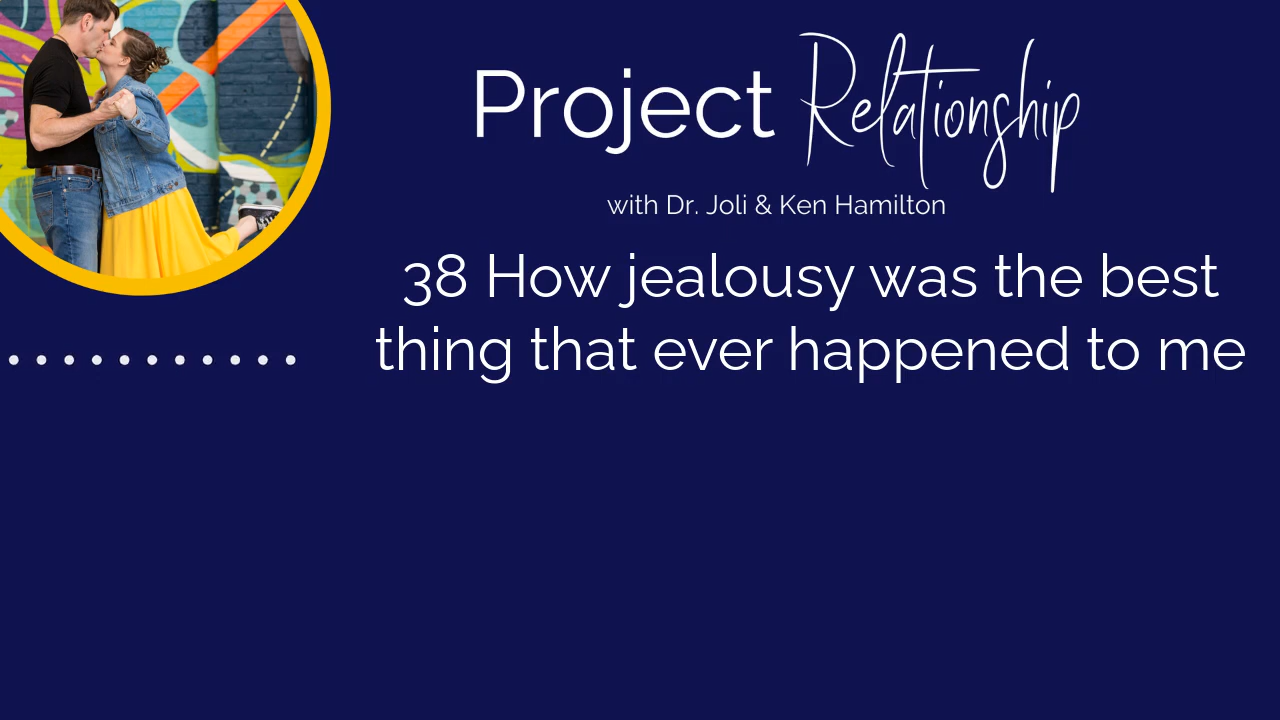 Project Relationship
with Dr. Joli & Ken Hamilton
38 How jealousy was the best
thing that ever happened to me